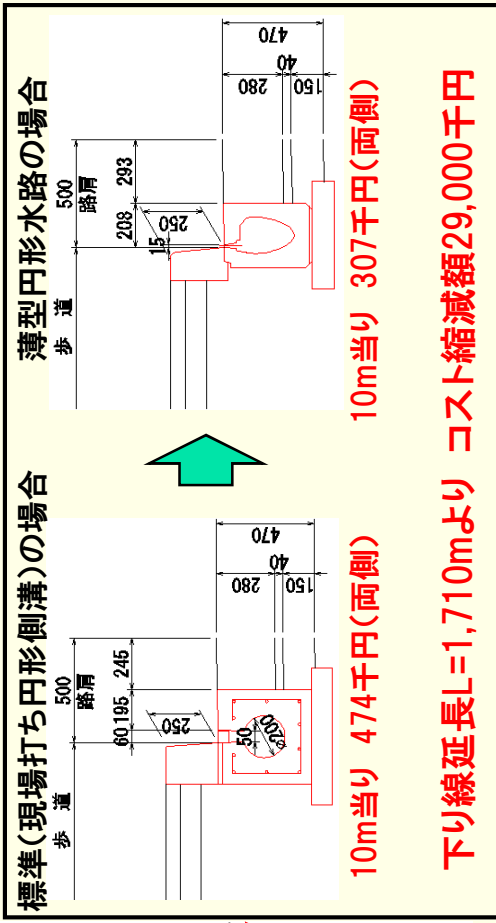 標準(現場打ち円形側溝)の場合
500
路肩
歩 道
60
195
245
250
50
φ200
280
40
150
470
10m当り 474千円(両側)
薄型円形水路の場合
500
路肩
歩 道
15
208
293
250
280
40
150
470
10m当り 307千円(両側)
下り線延長L=1,710mより コスト縮減額29,000千円